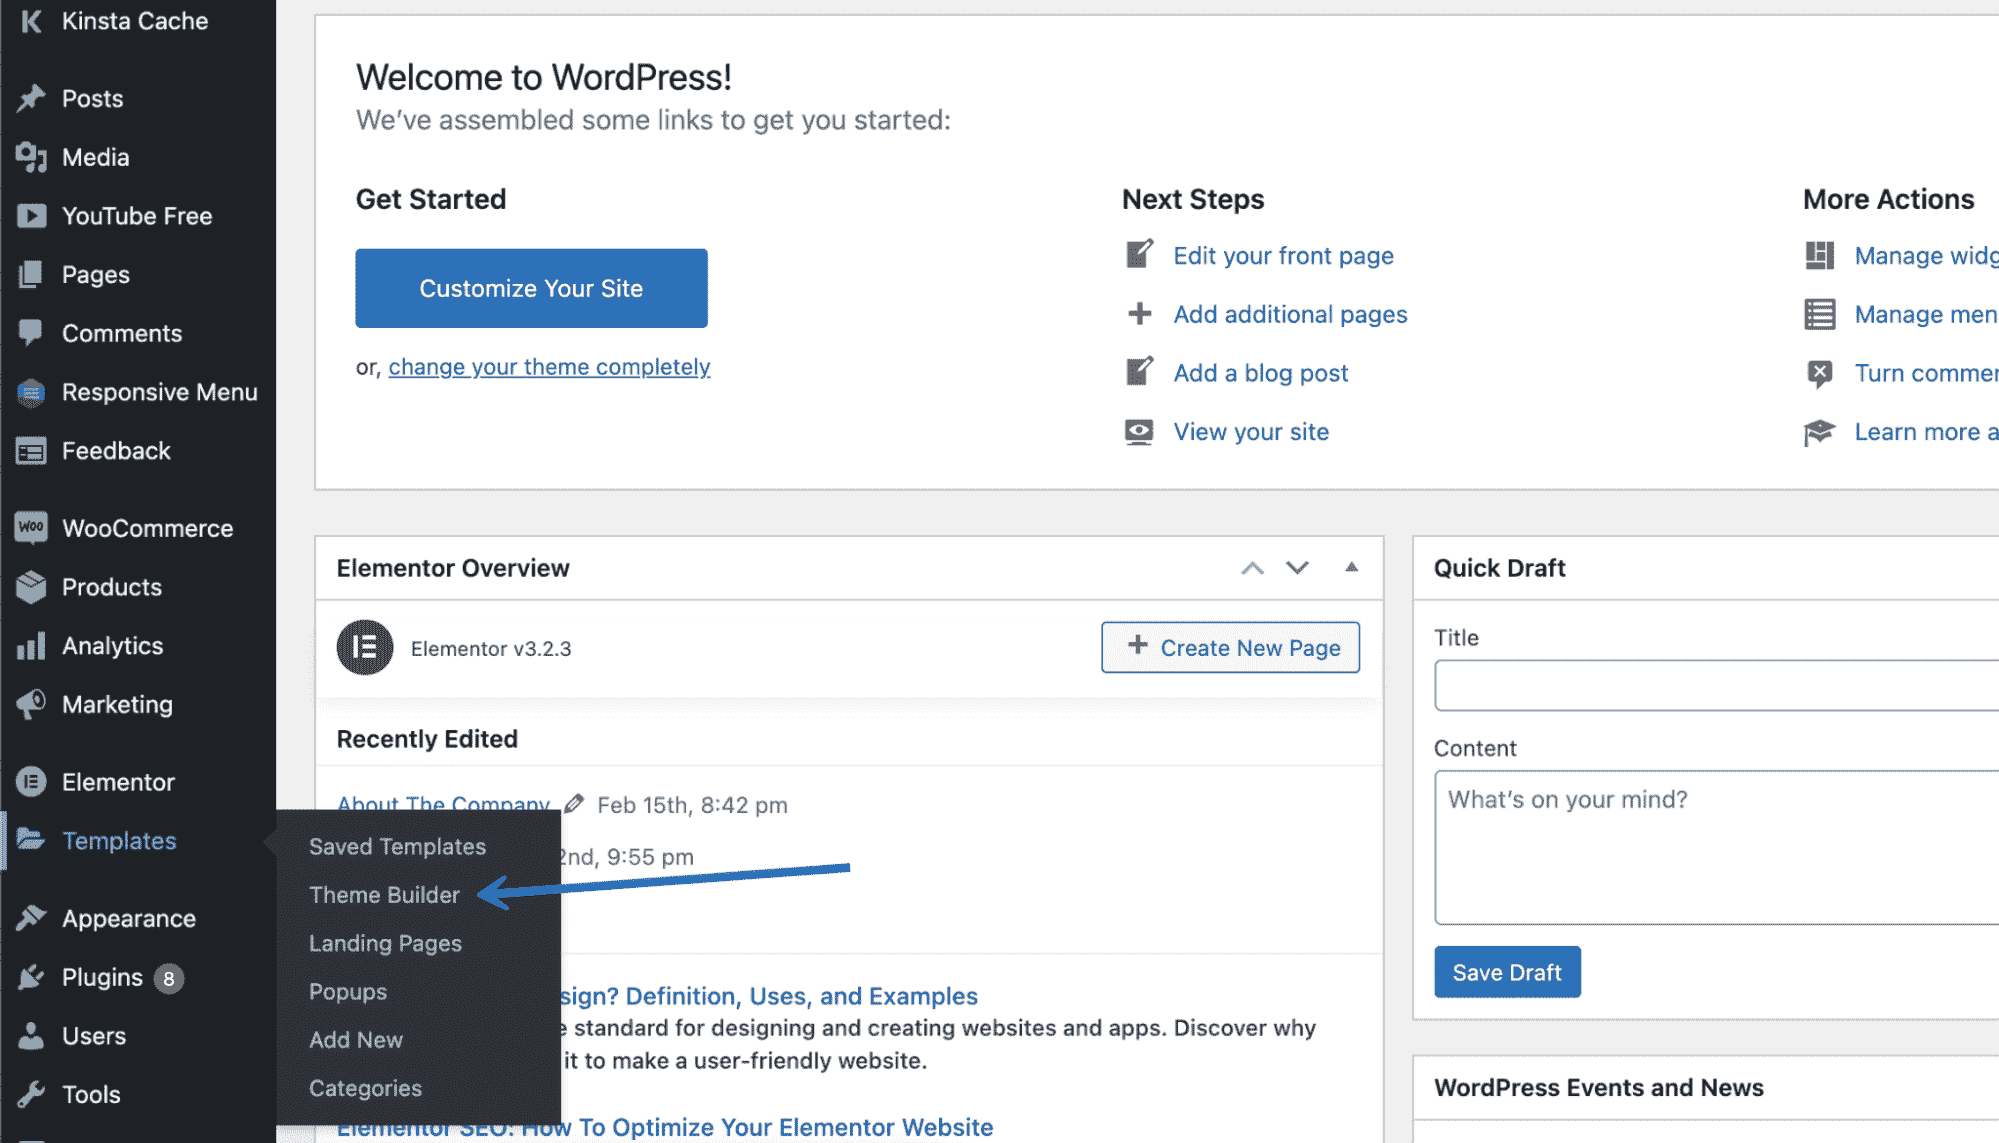 Kinsta Cache
Posts
Media
YouTube Free
Pages
Comments
Responsive Menu
Feedback
WOO WooCommerce
Products
Analytics
Marketing
Elementor
Templates
Appearance
Plugins 8
Users
Tools
Saved Templates
Theme Builder
Landing Pages
Popups
Add New
Categories
Welcome to WordPress!
We've assembled some links to get you started:
Get Started
Customize Your Site
or, change your theme completely
Next Steps
Edit your front page
Add additional pages
Add a blog post
View your site
More Actions
Manage widg
Manage men
Turn commen
Learn more a
Elementor Overview
Elementor v3.2.3
+ Create New Page
Recently Edited
About The Company Feb 15th, 8:42 pm
2nd, 9:55 pm
sign? Definition, Uses, and Examples
e standard for designing and creating websites and apps. Discover why
it to make a user-friendly website.
Elementor SEO: How To Optimize Your Elementor Website
Quick Draft
Title
Content
What's on your mind?
Save Draft
WordPress Events and News